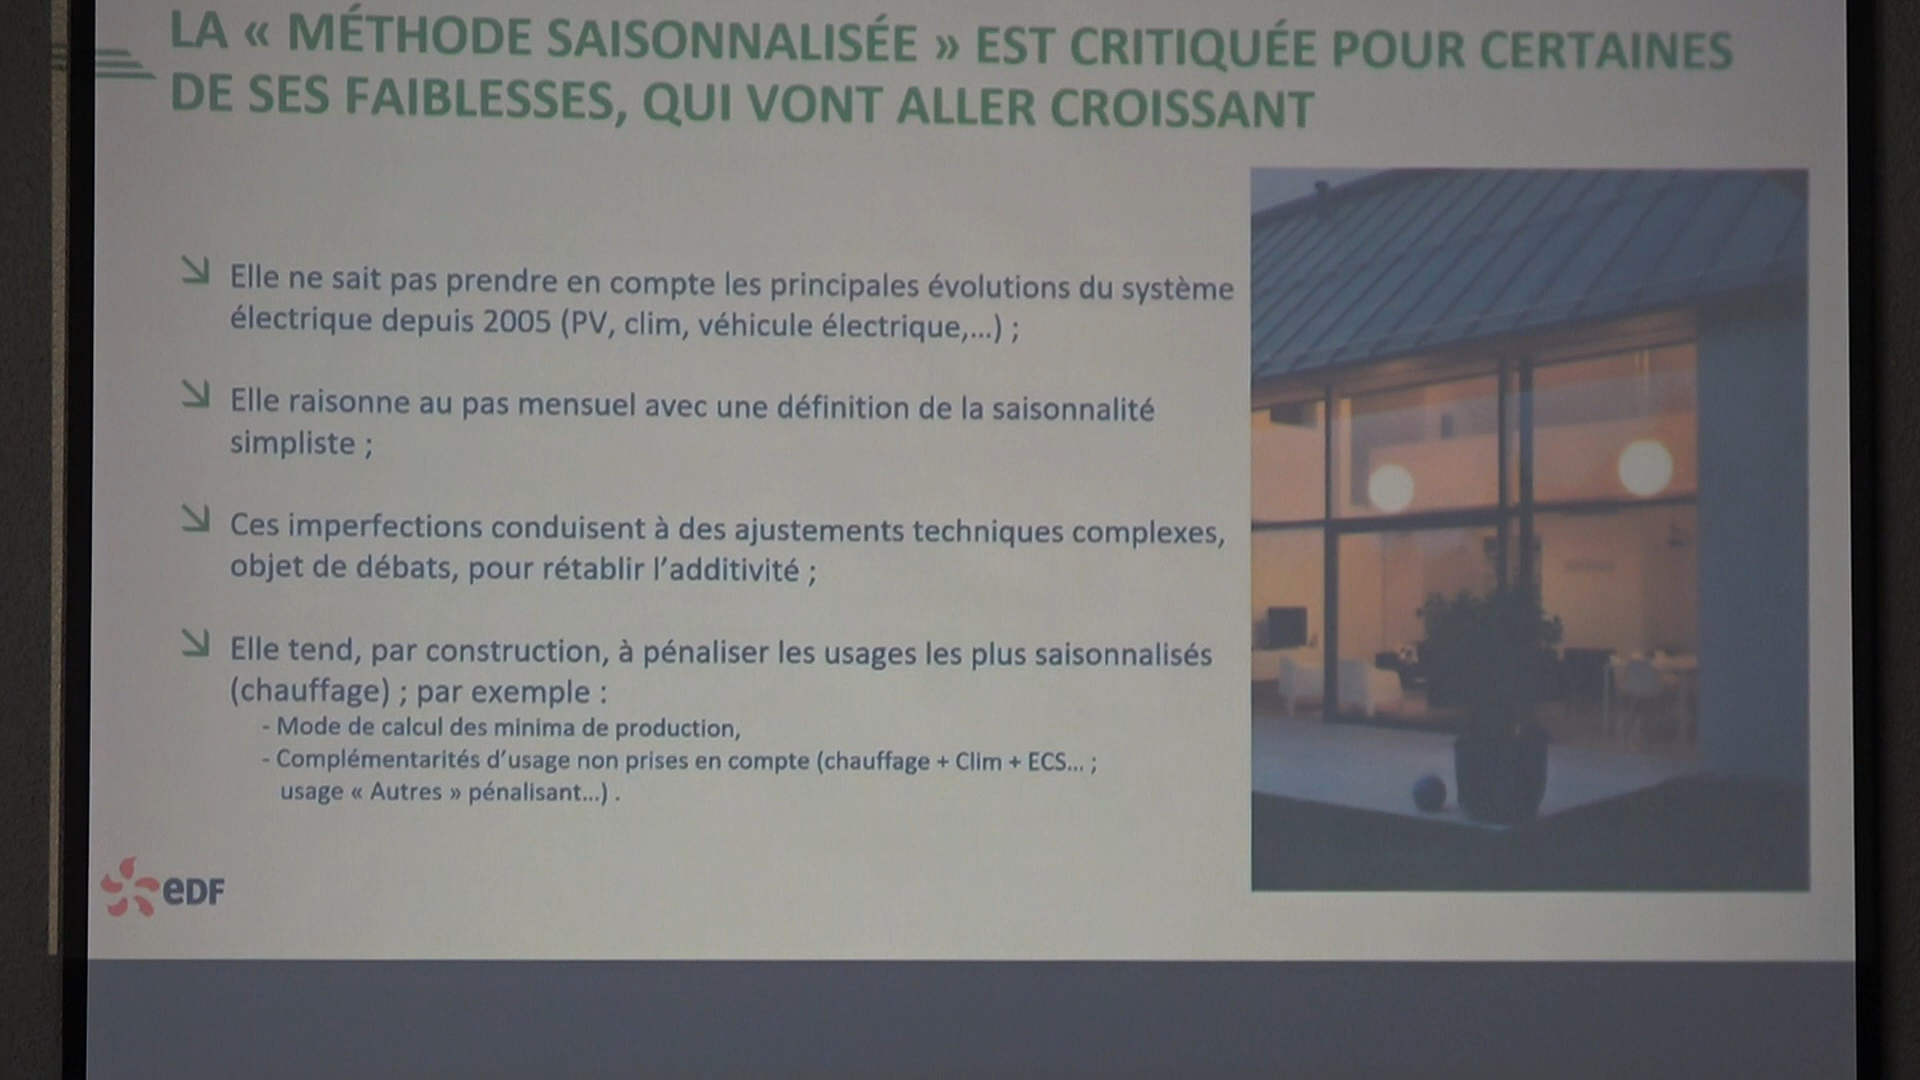 LA « MÉTHODE SAISONNALISÉE » EST CRITIQUÉE POUR CERTAINES
DE SES FAIBLESSES, QUI VONT ALLER CROISSANT
Elle ne sait pas prendre en compte les principales évolutions du système
électrique depuis 2005 (PV, clim, véhicule électrique,...) ;
Elle raisonne au pas mensuel avec une définition de la saisonnalité
simpliste ;
Ces imperfections conduisent à des ajustements techniques complexes,
objet de débats, pour rétablir l'additivité ;
Elle tend, par construction, à pénaliser les usages les plus saisonnalisés
(chauffage) ; par exemple :
- Mode de calcul des minima de production,
- Complémentarités d'usage non prises en compte (chauffage + Clim + ECS... ;
usage « Autres » pénalisant...) .
eDF